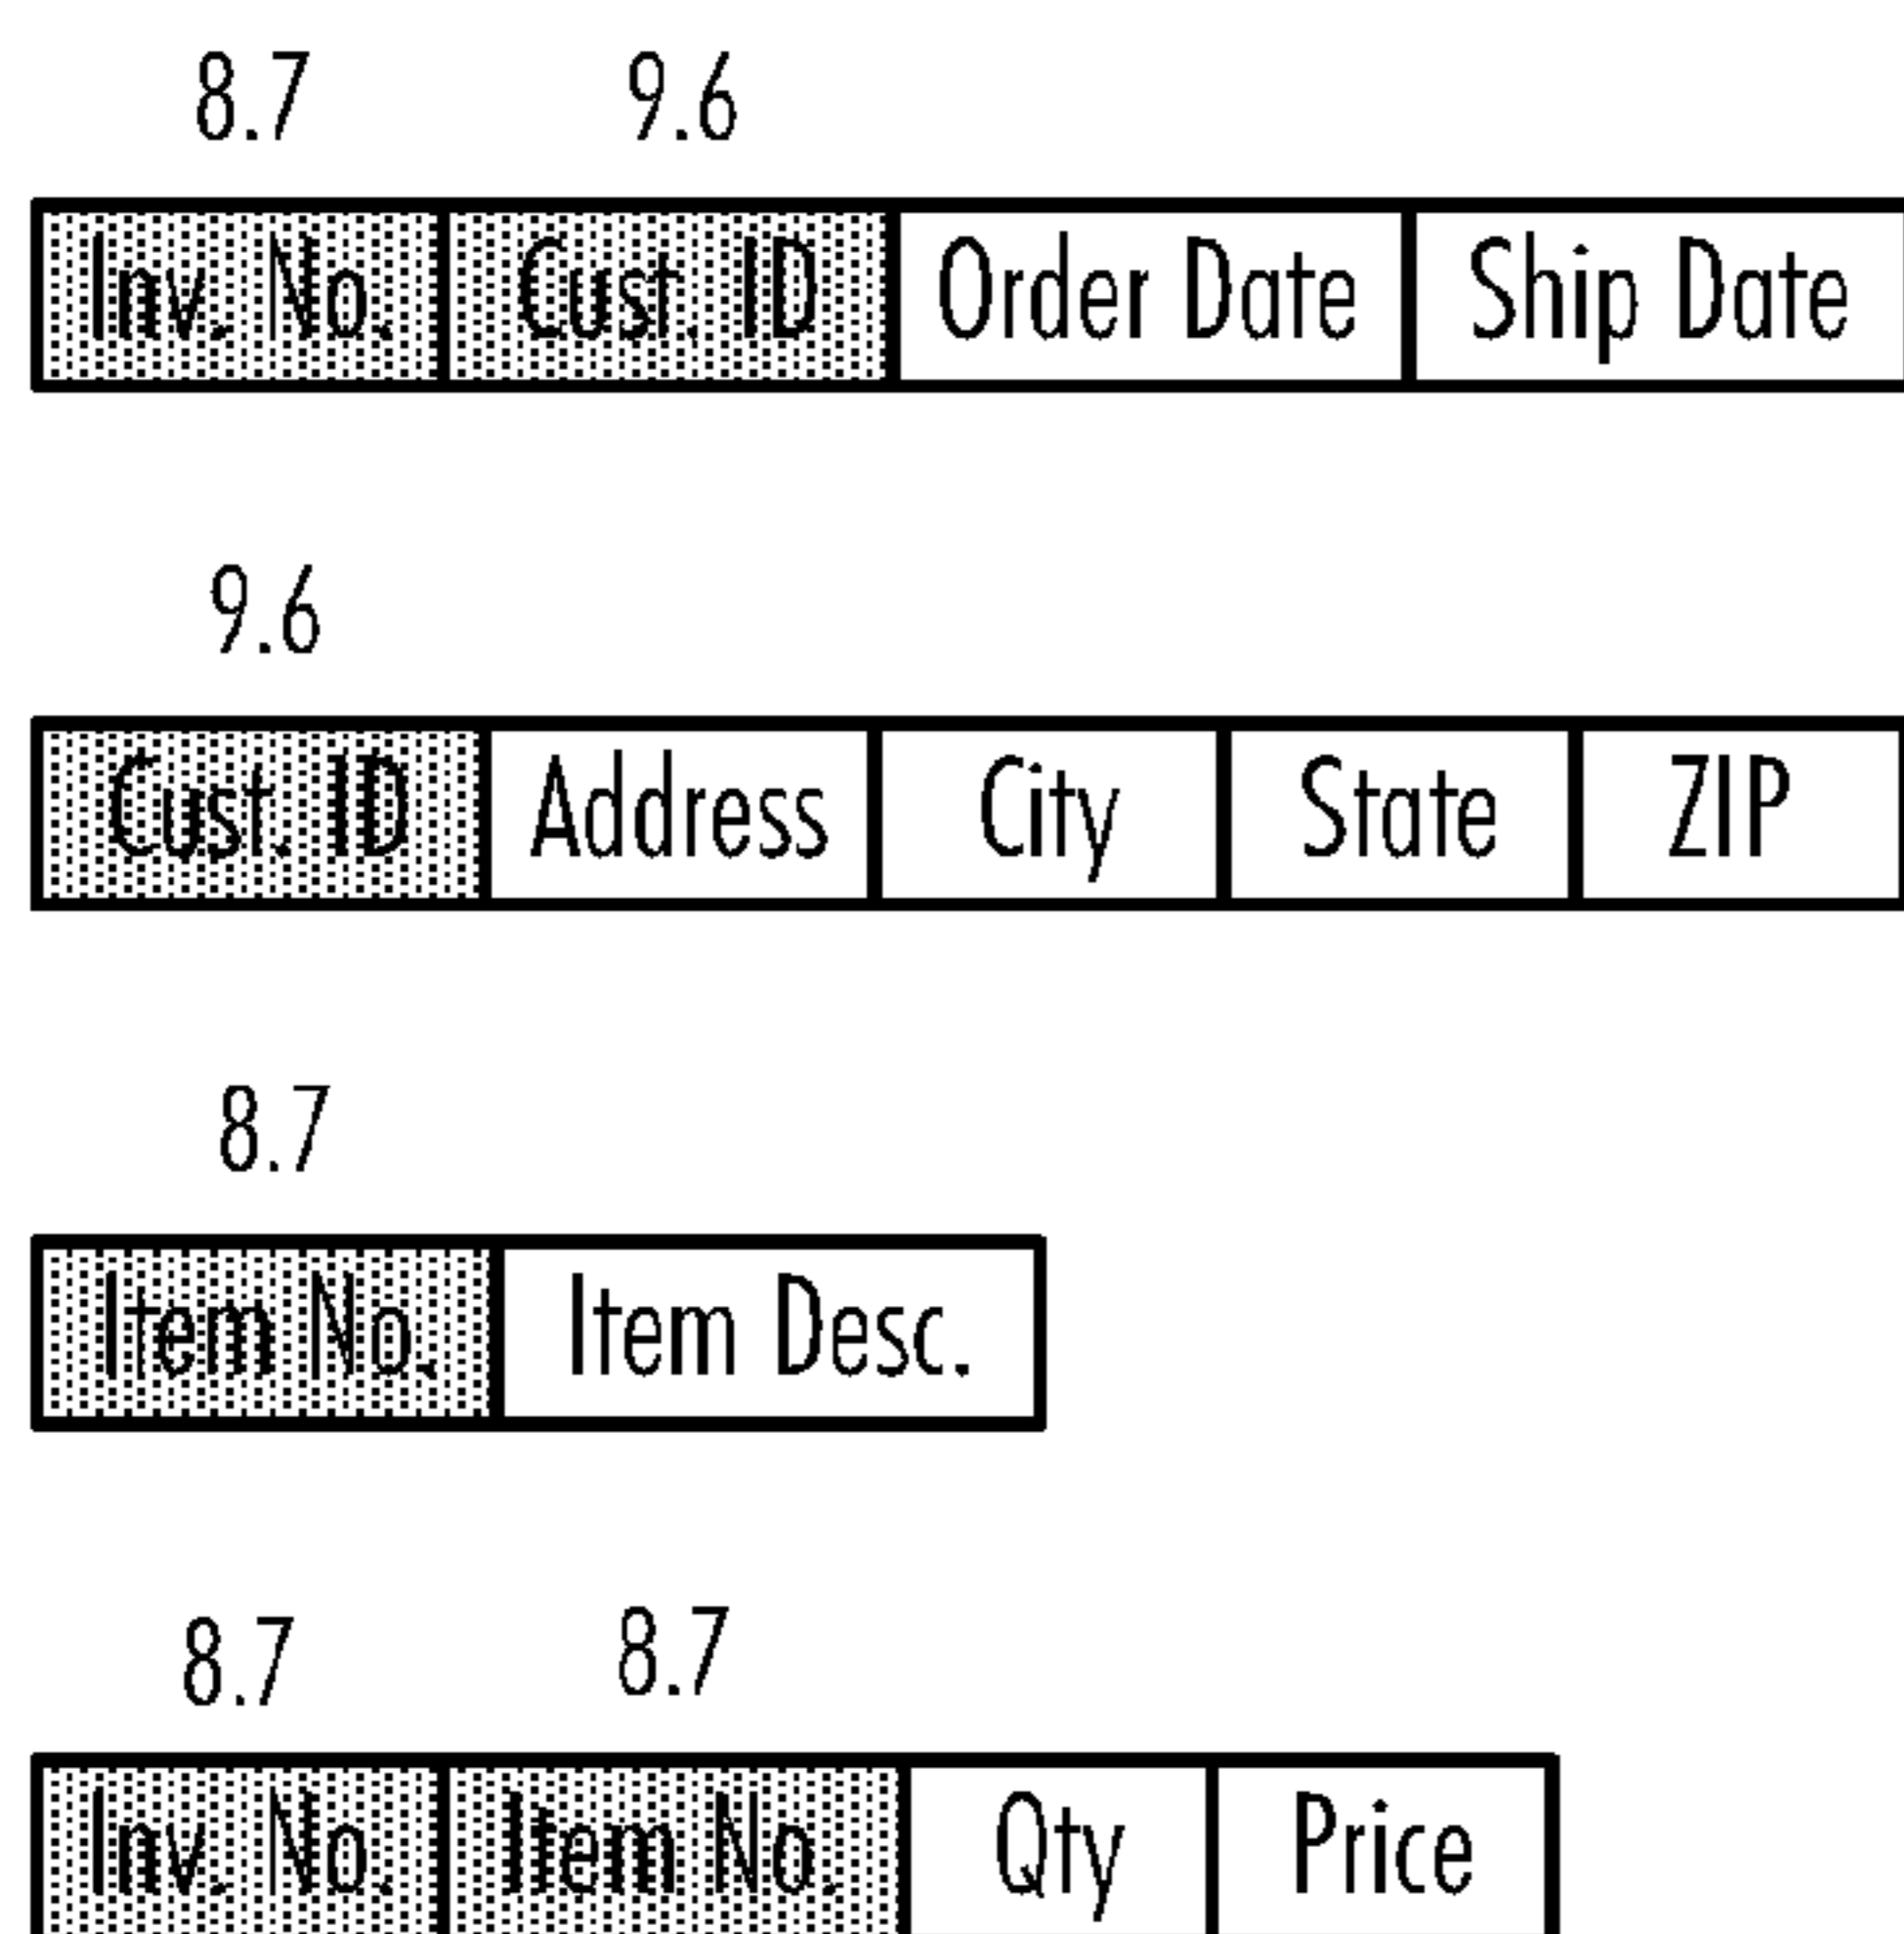 8.7 9.6
Inv. No. Cust. ID Order Date Ship Date
9.6
Cust. ID Address City State ZIP
8.7
Item No. Item Desc.
8.7 8.7
Inv. No. Item No. Qty Price